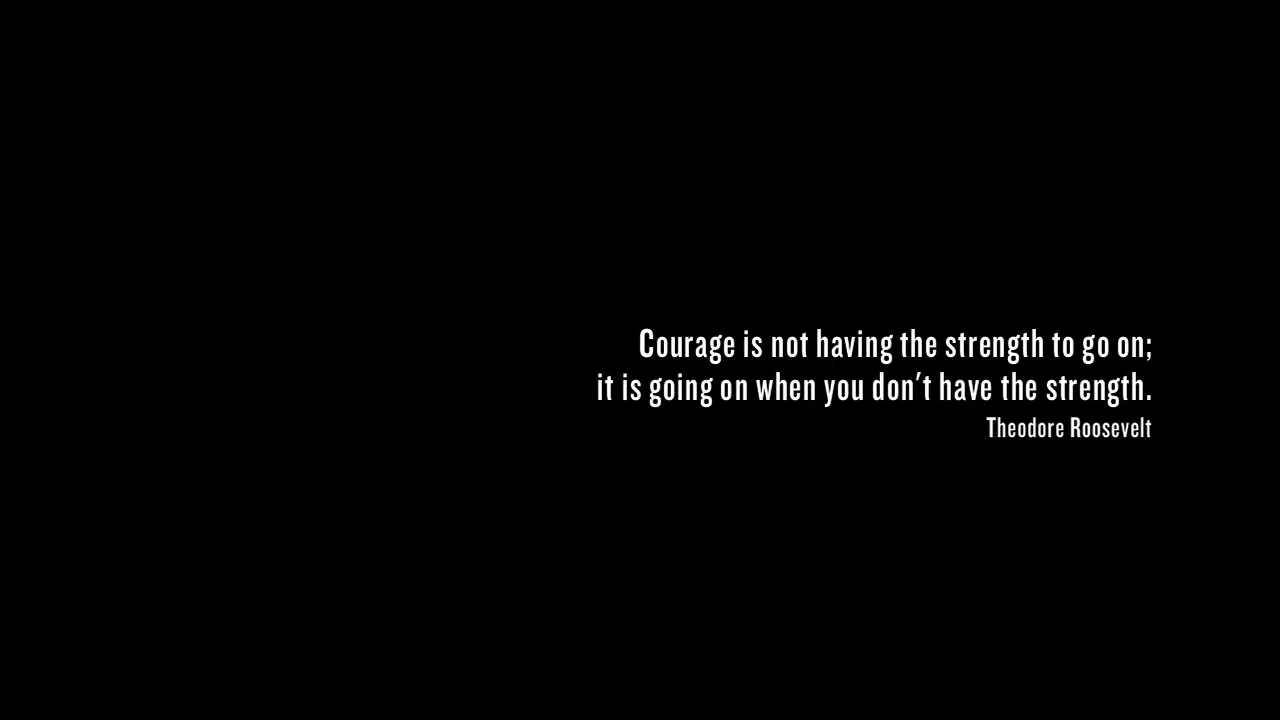 Courage is not having the strength to go on;
it is going on when you don't have the strength.
Theodore Roosevelt